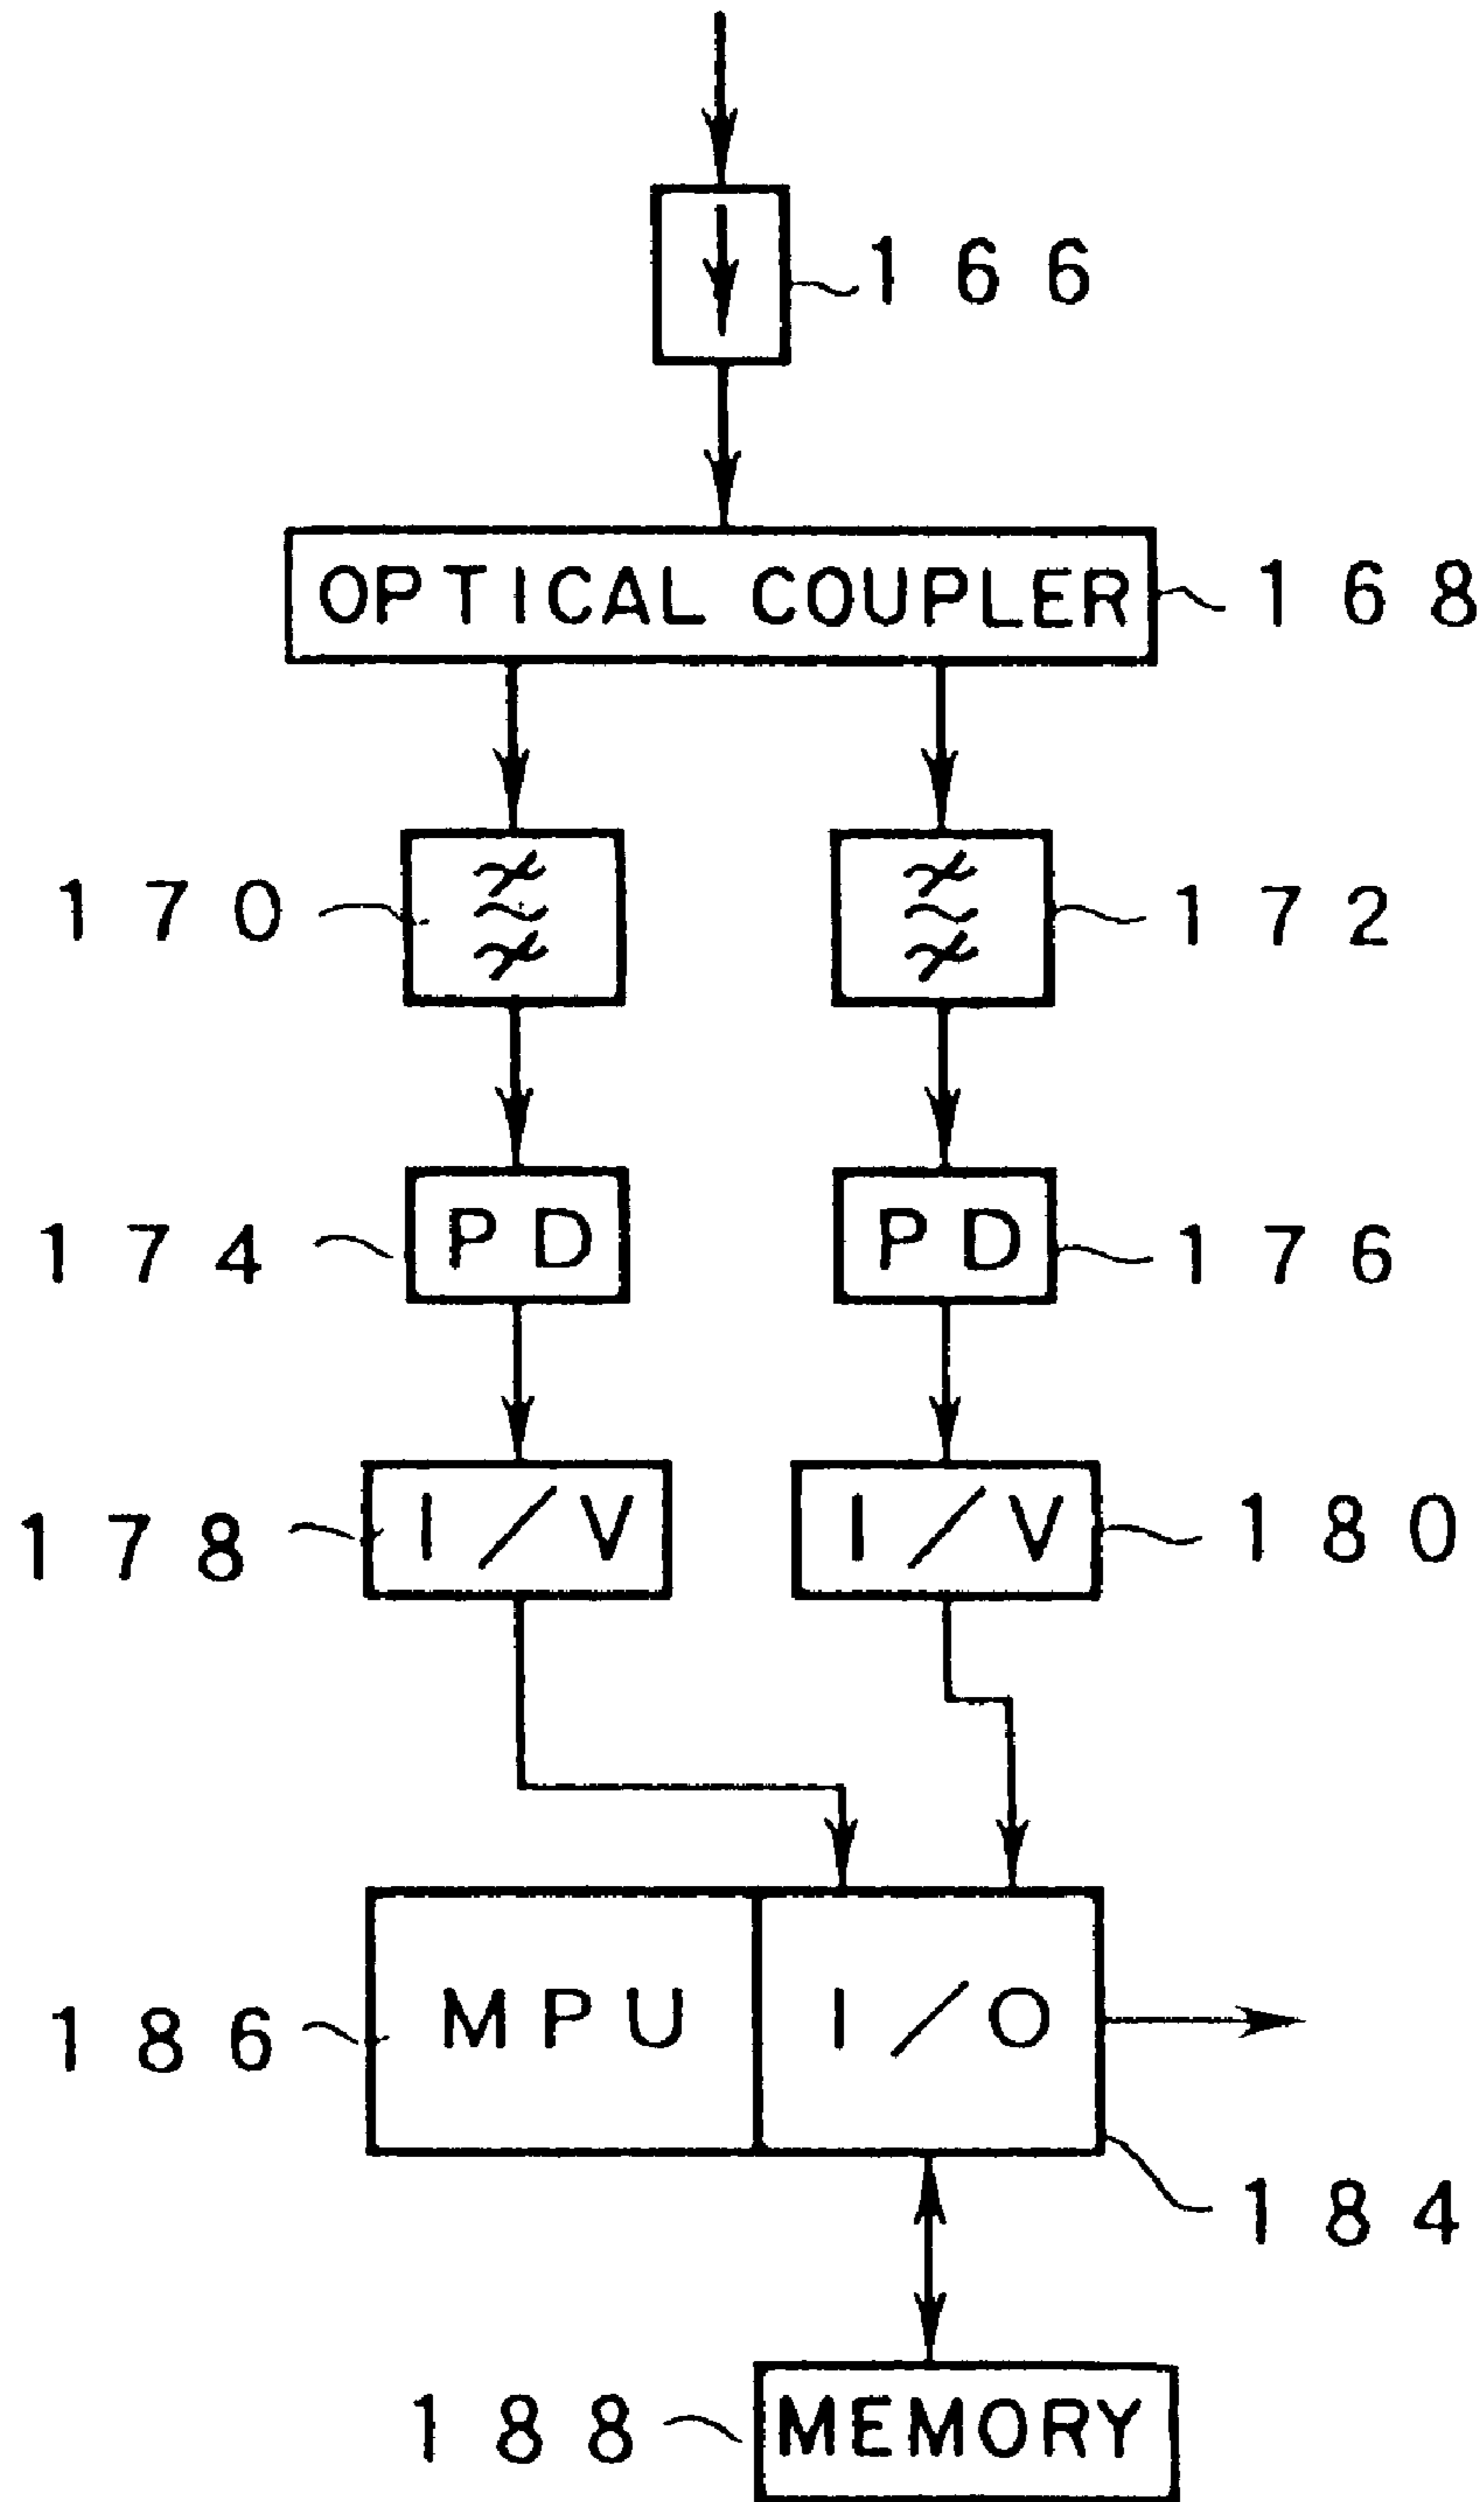 166
OPTICAL COUPLER 168
170 172
174 PD PD 176
178 I/V I/V 180
186 MPU I/O
184
188 MEMORY